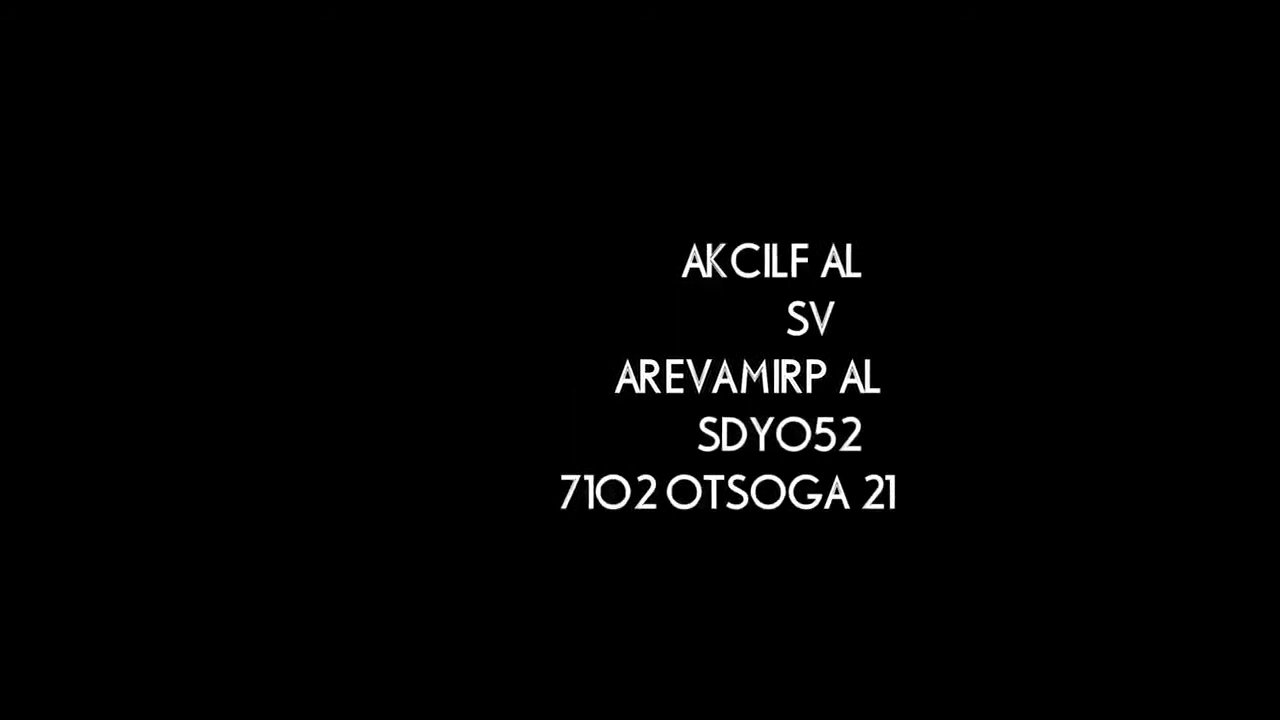 AKCILF AL
SV
AREVAMIRP AL
SDYO52
7102 OTSOGA 21